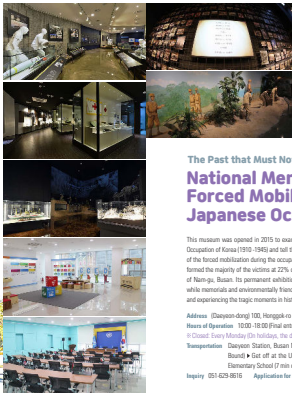 The Past that Must No
National Mem
Forced Mobil
Japanese Oc
This museum was opened in 2015 to exa
Occupation of Korea (1910-1945) and tell t
of the forced mobilization during the occup
formed the majority of the victims at 22%
of Nam-gu, Busan. Its permanent exhibitio
while memorials and environmentally frien
and experiencing the tragic moments in hist
Address (Daeyeon-dong) 100, Honggok-ro
Hours of Operation 10:00-18:00 (Final ent
※ Closed: Every Monday (On holidays, the d
Transportation Daeyeon Station, Busan
Bound) ▶ Get off at the U
Elementary School (7 min
Inquiry 051-629-8616 Application for